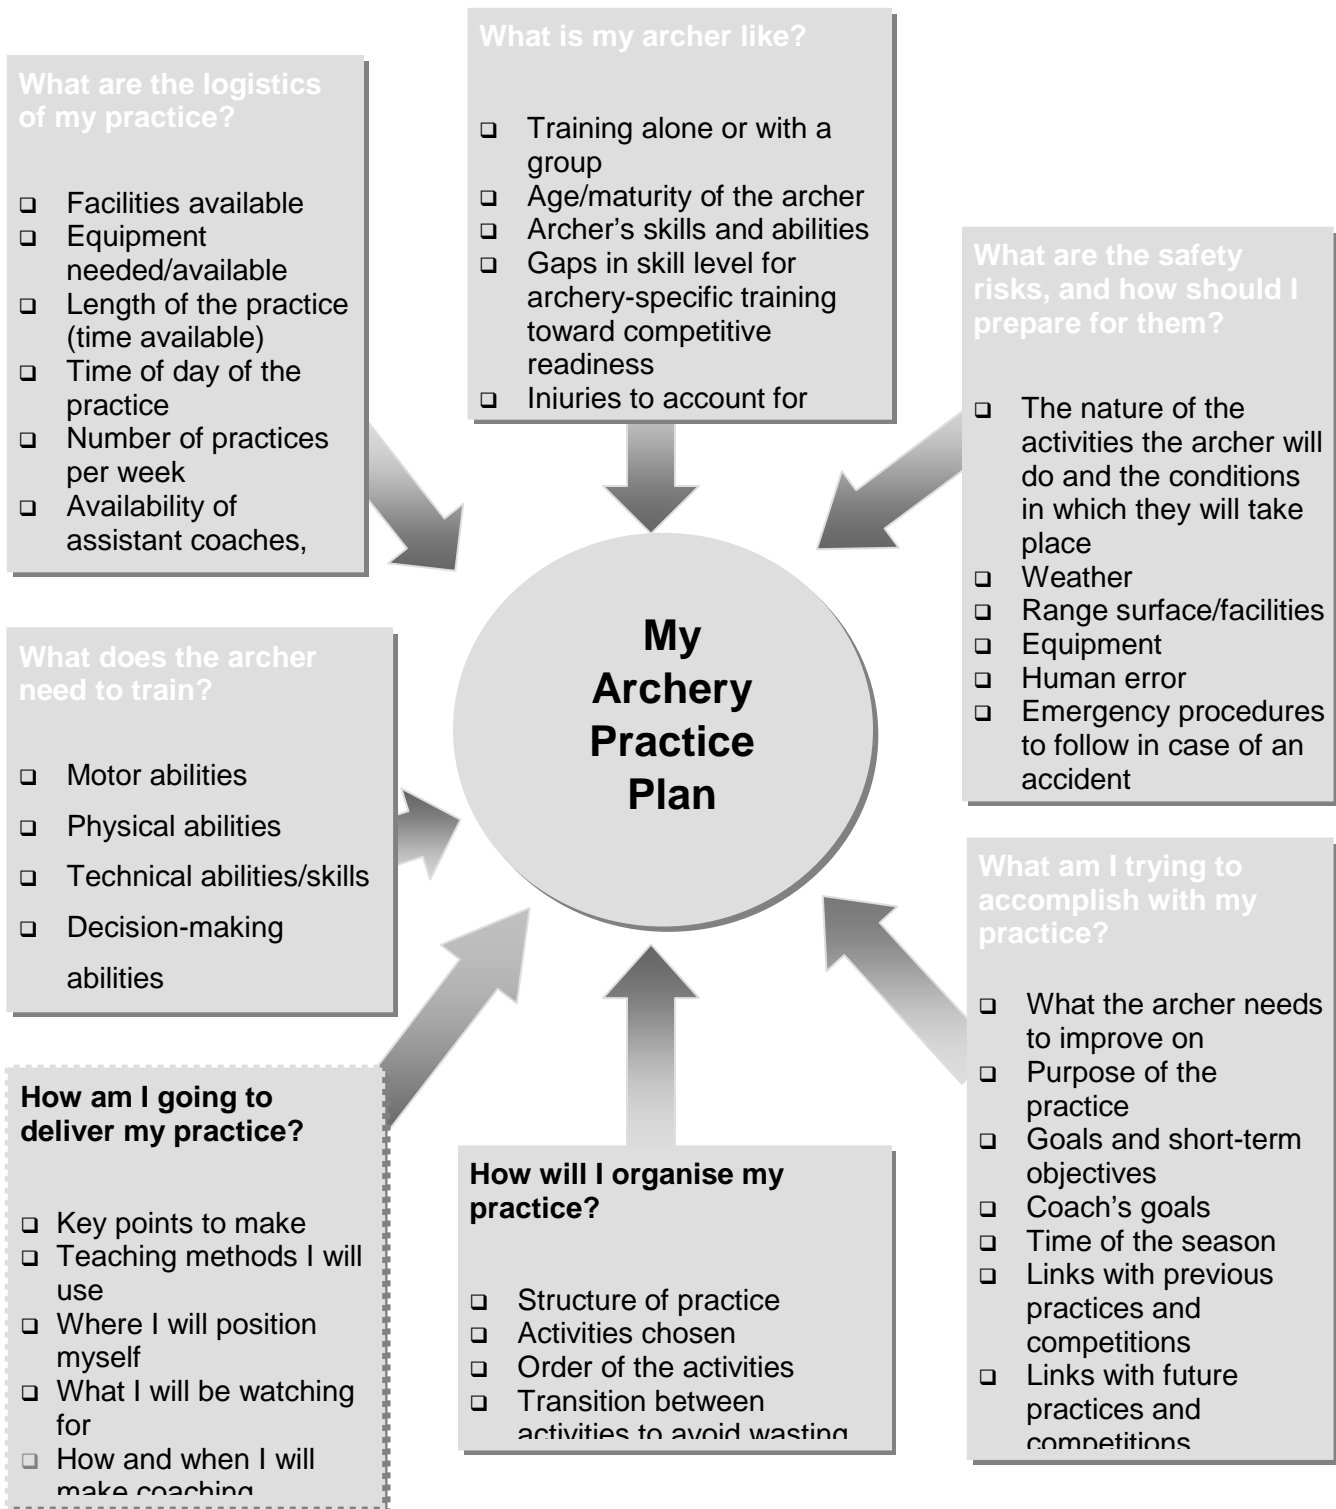 What is my archer like?
❑ Training alone or with a
group
❑ Age/maturity of the archer
❑ Archer’s skills and abilities
❑ Gaps in skill level for
archery-specific training
toward competitive
readiness
❑ Injuries to account for
What are the logistics
of my practice?
❑ Facilities available
❑ Equipment
needed/available
❑ Length of the practice
(time available)
❑ Time of day of the
practice
❑ Number of practices
per week
❑ Availability of
assistant coaches,
What are the safety
risks, and how should I
prepare for them?
❑ The nature of the
activities the archer will
do and the conditions
in which they will take
place
❑ Weather
❑ Range surface/facilities
❑ Equipment
❑ Human error
❑ Emergency procedures
to follow in case of an
accident
My
Archery
Practice
Plan
What does the archer
need to train?
❑ Motor abilities
❑ Physical abilities
❑ Technical abilities/skills
❑ Decision-making
abilities
What am I trying to
accomplish with my
practice?
❑ What the archer needs
to improve on
❑ Purpose of the
practice
❑ Goals and short-term
objectives
❑ Coach’s goals
❑ Time of the season
❑ Links with previous
practices and
competitions
❑ Links with future
practices and
competitions
How am I going to
deliver my practice?
❑ Key points to make
❑ Teaching methods I will
use
❑ Where I will position
myself
❑ What I will be watching
for
❑ How and when I will
make coaching
How will I organise my
practice?
❑ Structure of practice
❑ Activities chosen
❑ Order of the activities
❑ Transition between
activities to avoid wasting